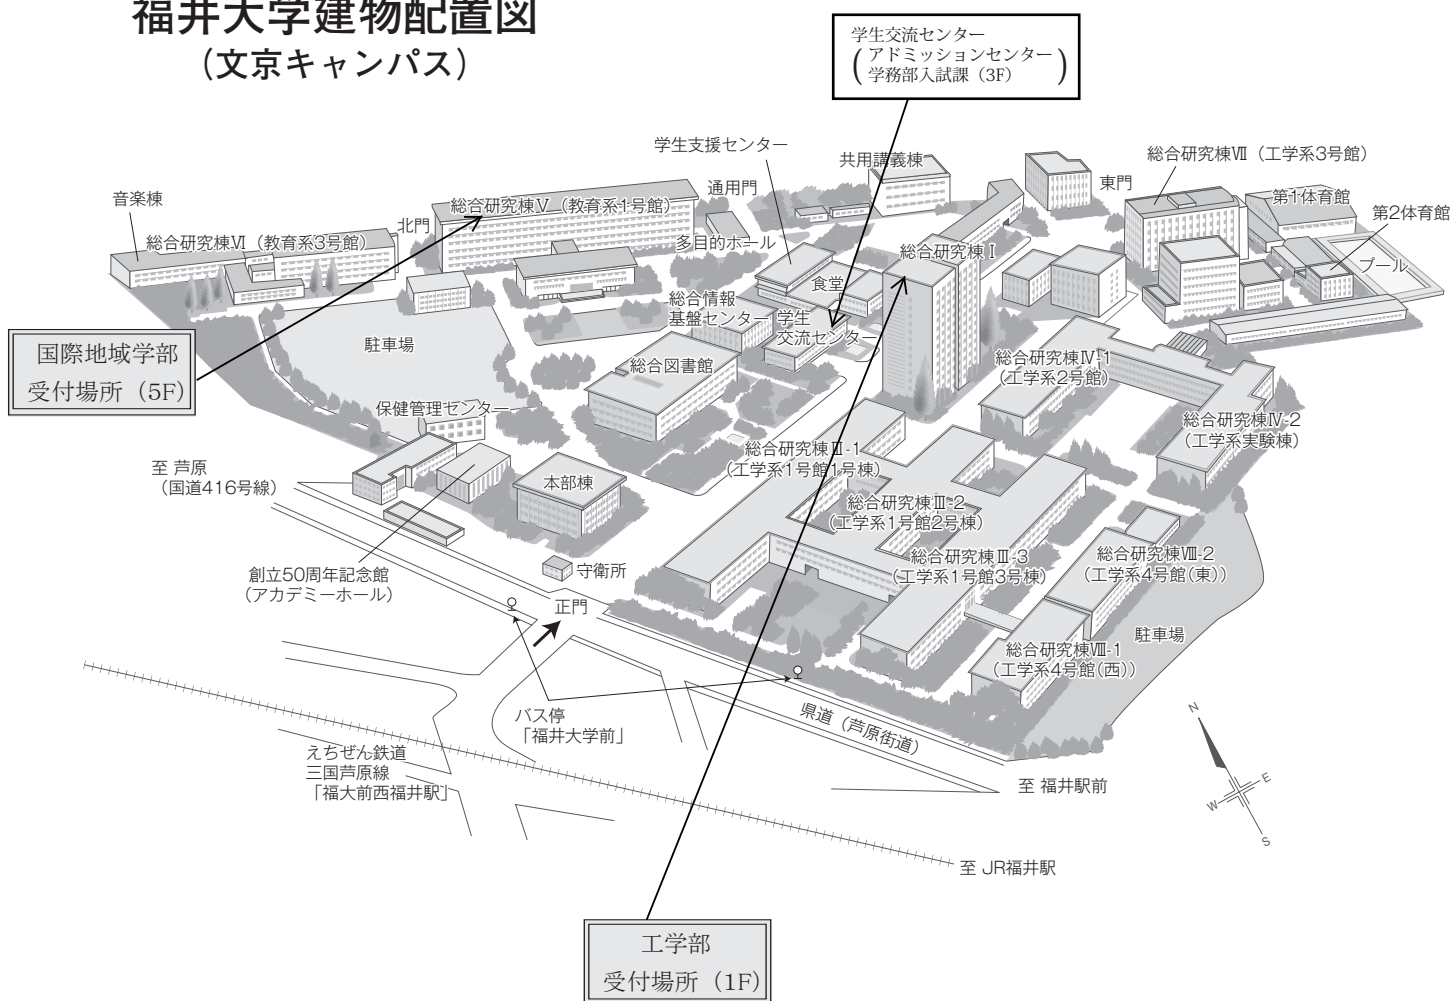 福井大学建物配置図
（文京キャンパス）
学生交流センター
（アドミッションセンター
学務部入試課（3F）)
学生支援センター
共用講義棟
総合研究棟Ⅶ（工学系3号館）
音楽棟
通用門
東門
第1体育館
総合研究棟Ⅴ（教育系1号館）
第2体育館
北門
総合研究棟Ⅵ（教育系3号館）
多目的ホール
総合研究棟Ⅰ
プール
食堂
総合情報
基盤センター
学生
交流センター
国際地域学部
受付場所（5F）
駐車場
総合図書館
総合研究棟Ⅳ-1
（工学系2号館）
保健管理センター
総合研究棟Ⅳ-2
（工学系実験棟）
総合研究棟Ⅲ-1
（工学系1号館1号棟）
至 芦原
（国道416号線）
本部棟
総合研究棟Ⅲ-2
（工学系1号館2号棟）
総合研究棟Ⅲ-3
（工学系1号館3号棟）
総合研究棟Ⅷ-2
（工学系4号館（東））
創立50周年記念館
（アカデミーホール）
守衛所
正門
駐車場
総合研究棟Ⅷ-1
（工学系4号館（西））
バス停
「福井大学前」
県道（芦原街道）
えちぜん鉄道
三国芦原線
「福大前西福井駅」
至 福井駅前
N
E
W
S
至 JR福井駅
工学部
受付場所（1F）